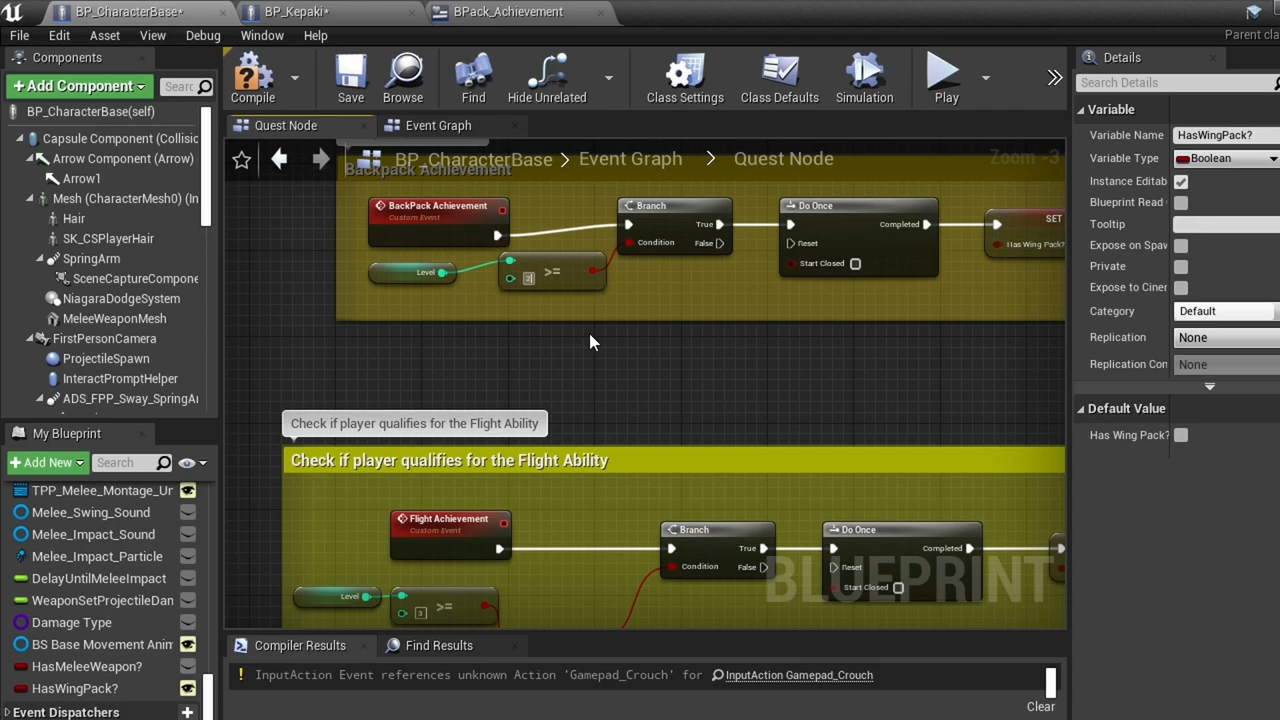 BP_CharacterBase*
BP_Kepaki*
BPack_Achievement
File Edit Asset View Debug Window Help
Parent cla
Components
+Add Component
Searc
BP_CharacterBase(self)
Capsule Component (Collisio
Arrow Component (Arrow)
Arrow1
Mesh (CharacterMesh0) (In
Hair
SK_CSPlayerHair
SpringArm
SceneCaptureCompone
NiagaraDodgeSystem
MeleeWeaponMesh
FirstPersonCamera
ProjectileSpawn
InteractPromptHelper
ADS_FPP_Sway_SpringAr
My Blueprint
+Add New
Search
TPP_Melee_Montage_Ur
Melee_Swing_Sound
Melee_Impact_Sound
Melee_Impact_Particle
DelayUntilMeleeImpact
WeaponSetProjectileDan
Damage Type
BS Base Movement Anim
HasMeleeWeapon?
HasWingPack?
Event Dispatchers
Compile
Save
Browse
Find
Hide Unrelated
Class Settings
Class Defaults
Simulation
Play
Quest Node
Event Graph
BP_CharacterBase > Event Graph > Quest Node
Zoom -3
Backpack Achievement
BackPack Achievement
Custom Event
Level
2
>=
Branch
True
Condition
False
Do Once
Completed
Reset
Start Closed
SET
Has Wing Pack?
Check if player qualifies for the Flight Ability
Check if player qualifies for the Flight Ability
Flight Achievement
Custom Event
Level
3
>=
Branch
True
Condition
False
Do Once
Completed
Reset
Start Closed
BLUEPRINT
Compiler Results
Find Results
InputAction Event references unknown Action 'Gamepad_Crouch' for InputAction Gamepad_Crouch
Clear
Details
Search Details
Variable
Variable Name
HasWingPack?
Variable Type
Boolean
Instance Editab
Blueprint Read
Tooltip
Expose on Spaw
Private
Expose to Ciner
Category
Default
Replication
None
Replication Con
None
Default Value
Has Wing Pack?